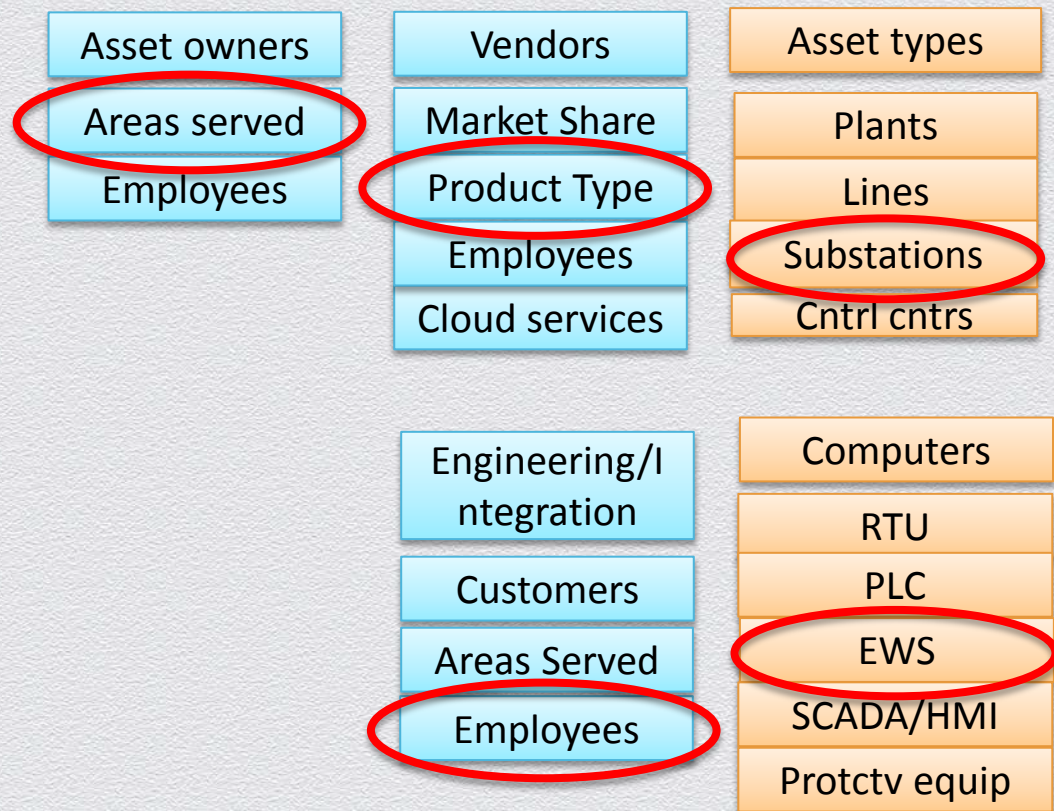 Asset owners
Areas served
Employees
Vendors
Market Share
Product Type
Employees
Cloud services
Asset types
Plants
Lines
Substations
Cntrl cntrs
Engineering/I
ntegration
Customers
Areas Served
Employees
Computers
RTU
PLC
EWS
SCADA/HMI
Protctv equip